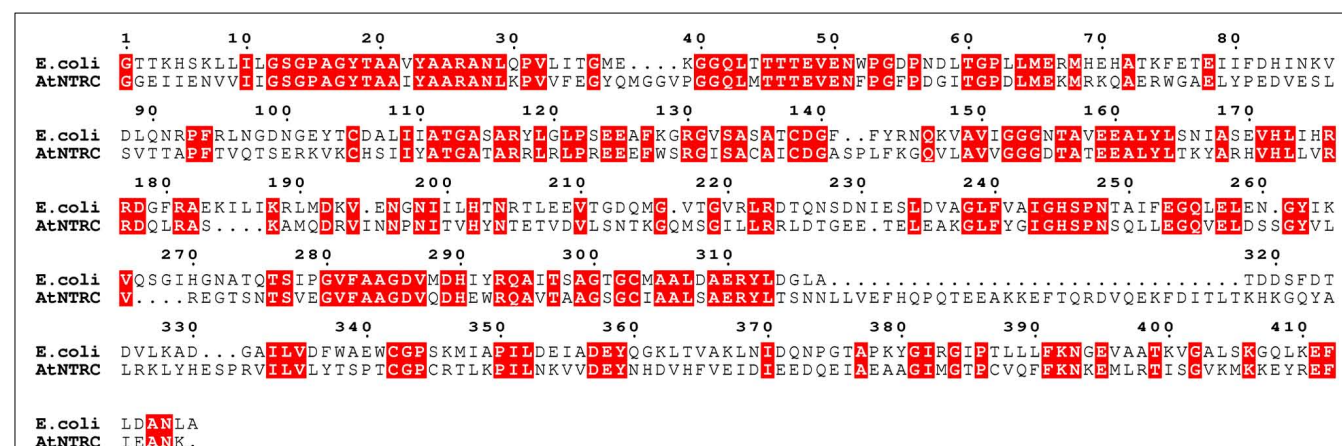 1 10 20 30 40 50 60 70 80
E.coli GTTKHSKLLILGSGPAGYTAAVYAARANLQPVLITGME....KGGQLTTTTEVENWPGDPNDLTGPLLMERMHEHATKFETEIIFDHINKV
AtNTRC GGEIIENVVIIGSGPAGYTAAIYAARANLKPVVFEGYQMGGVPGGQLMTTTEVENFPGFPDGITGPDLMEKMRKQAERWGAELYPEDVESL
90 100 110 120 130 140 150 160 170
E.coli DLQNRPFRLNGDNGEYTCDALIIATGASARYLGLPSEEAFKGRGVSASATCDGF..FYRNQKVAVIGGGNTAVEEALYLSNIASEVHLIHR
AtNTRC SVTTAPFTVQTSERKVKCHSIIYATGATARRLRLPREEEFWSRGISACAICDGASPLFKGQVLAVVGGGDTATEEALYLTKYARHVHLLVR
180 190 200 210 220 230 240 250 260
E.coli RDGFRAEKILIKRLMDKV.ENGNIILHTNRTLEEVTGDQMG.VTGVRLRDTQNSDNIESLDVAGLFVAIGHSPNTAIFEGQLELEN.GYIK
AtNTRC RDQLRAS....KAMQDRVINNPNITVHYNTETVDVLSNTKGQMSGILLRRLDTGEE.TELEAKGLFYGIGHSPNSQLLEGQVELDSSGYVL
270 280 290 300 310 320
E.coli VQSGIHGNATQTSIPGVFAAGDVMDHIYRQAITSAGTGCMAALDAERYLDGLA................................TDDSFDT
AtNTRC V....REGTSNTSVEGVFAAGDVQDHEWRQAVTAAGSGCIAALSAERYLTSNNLLVEFHQPQTEEAKKEFTQRDVQEKFDITLTKHKGQYA
330 340 350 360 370 380 390 400 410
E.coli DVLKAD...GAILVDFWAEWCGPSKMIAPILDEIADEYQGKLTVAKLNIDQNPGTAPKYGIRGIPTLLLFKNGEVAATKVGALSKGQLKEF
AtNTRC LRKLYHESPRVILVLYTSPTCGPCRTLKPILNKVVDEYNHDVHFVEIDIEEDQEIAEAAGIMGTPCVQFFKNKEMLRTISGVKMKKEYREF
E.coli LDANLA
AtNTRC IEANK.